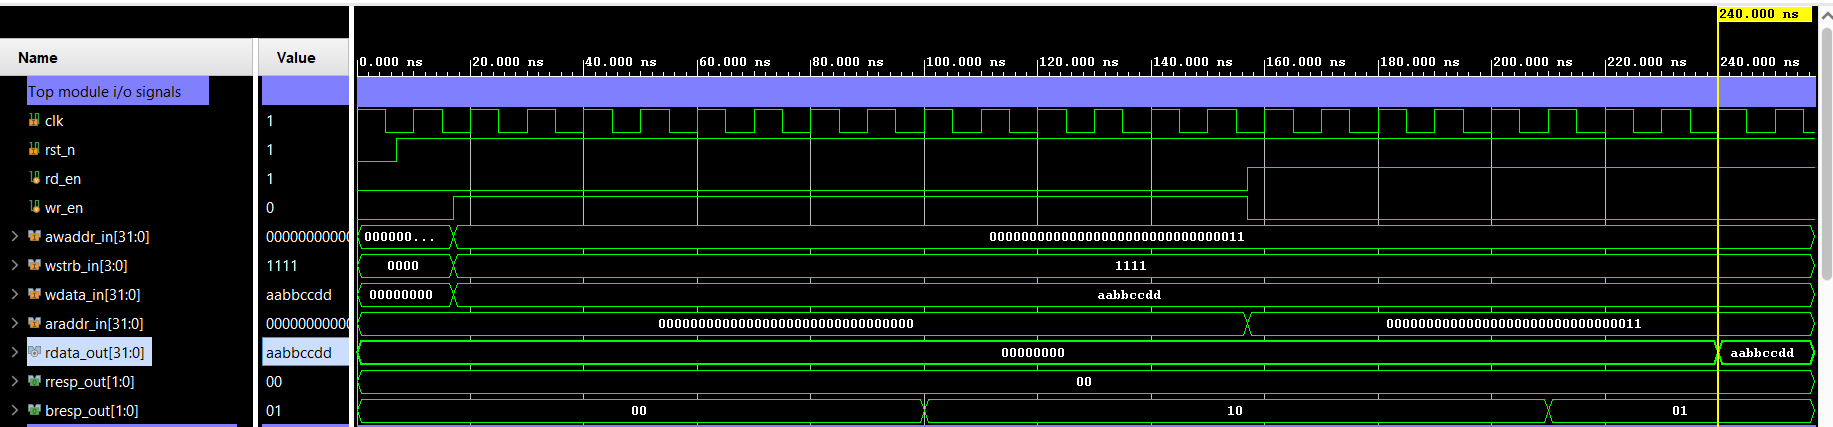 240.000 ns
Name Value 0.000 ns 20.000 ns 40.000 ns 60.000 ns 80.000 ns 100.000 ns 120.000 ns 140.000 ns 160.000 ns 180.000 ns 200.000 ns 220.000 ns 240.000 ns
Top module i/o signals
clk 1
rst_n 1
rd_en 1
wr_en 0
awaddr_in[31:0] 00000000000 000000... 00000000000000000000000000000011
wstrb_in[3:0] 1111 0000 1111
wdata_in[31:0] aabbccdd 00000000 aabbccdd
araddr_in[31:0] 00000000000 00000000000000000000000000000000 00000000000000000000000000000011
rdata_out[31:0] aabbccdd 00000000 aabbccdd
rresp_out[1:0] 00 00
bresp_out[1:0] 01 00 10 01